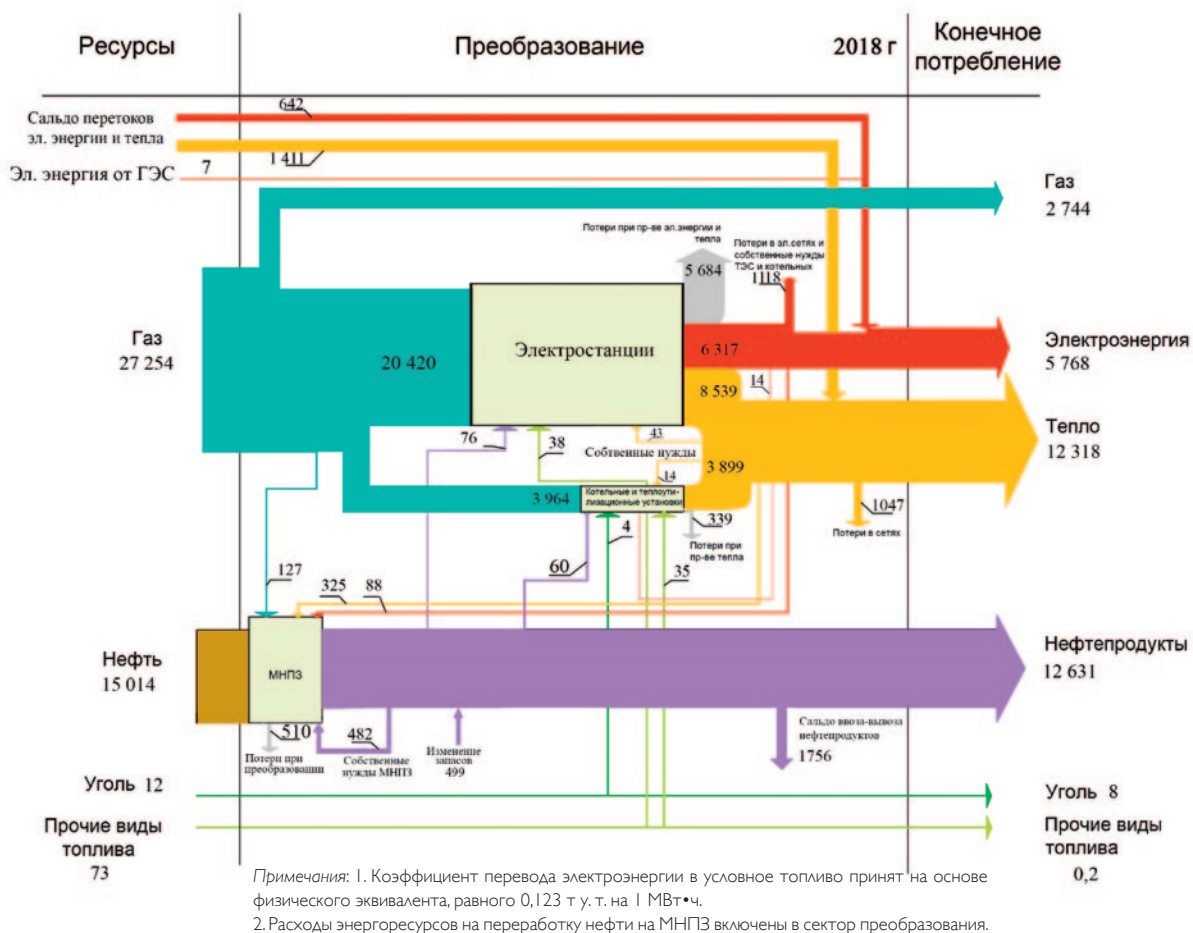 Ресурсы
Преобразование
2018 г
Конечное
потребление
Сальдо перетоков
эл. энергии и тепла
642
1 411
Эл. энергия от ГЭС
7
Газ
2 744
Потери при пр-ве эл.энергии и
тепла
5 684
Потери в эл.сетях и
собственные нужды
ТЭС и котельных
1118
Газ
27 254
20 420
Электростанции
6 317
Электроэнергия
5 768
8 539
14
Тепло
12 318
76
38
43
Собтвенные нужды
3 899
14
3 964
Котельные и теплоути-
лизационные установки
339
Потери при
пр-ве тепла
1047
Потери в сетях
4
60
35
127
325
88
Нефть
15 014
МНПЗ
Нефтепродукты
12 631
510
Потери при
преобразовании
482
Собственные
нужды МНПЗ
Изменение
запасов
499
Сальдо ввоза-вывоза
нефтепродуктов
1756
Уголь 12
Уголь 8
Прочие виды
топлива
73
Прочие виды
топлива
0,2
Примечания: 1. Коэффициент перевода электроэнергии в условное топливо принят на основе
физического эквивалента, равного 0,123 т у. т. на 1 МВт•ч.
2. Расходы энергоресурсов на переработку нефти на МНПЗ включены в сектор преобразования.